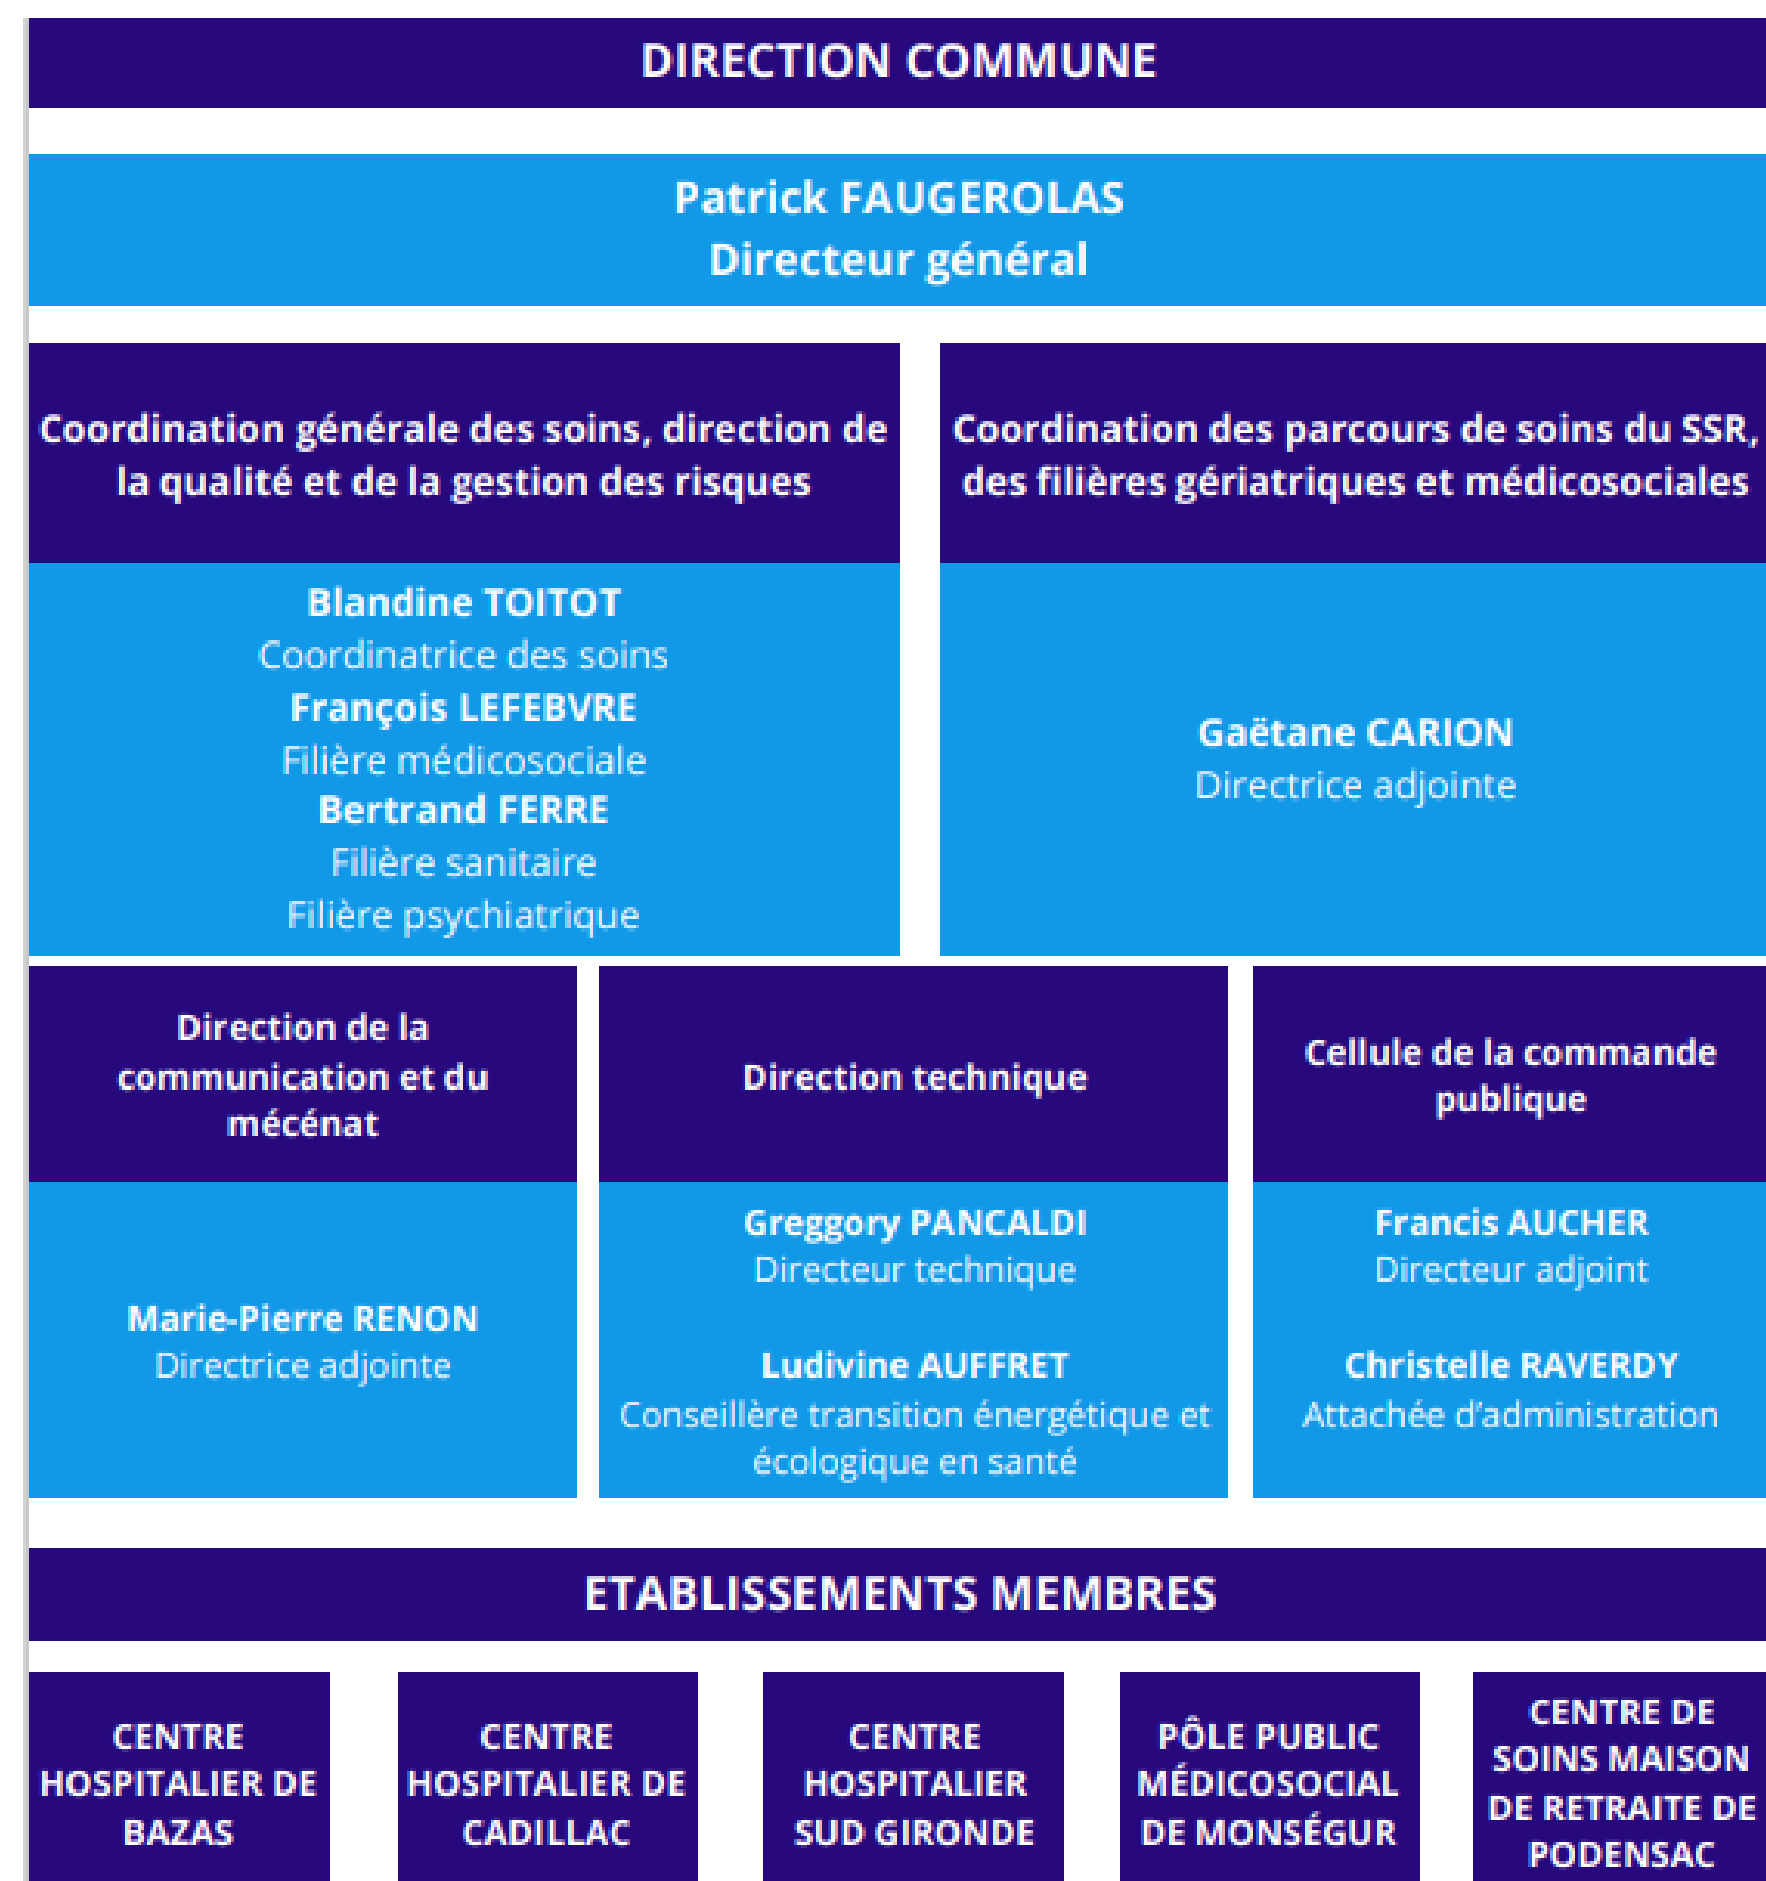 DIRECTION COMMUNE
Patrick FAUGEROLAS
Directeur général
Coordination générale des soins, direction de
la qualité et de la gestion des risques
Blandine TOITOT
Coordinatrice des soins
François LEFEBVRE
Filière médicosociale
Bertrand FERRE
Filière sanitaire
Filière psychiatrique
Coordination des parcours de soins du SSR,
des filières gériatriques et médicosociales
Gaëtane CARION
Directrice adjointe
Direction de la
communication et du
mécénat
Marie-Pierre RENON
Directrice adjointe
Direction technique
Greggory PANCALDI
Directeur technique
Ludivine AUFFRET
Conseillère transition énergétique et
écologique en santé
Cellule de la commande
publique
Francis AUCHER
Directeur adjoint
Christelle RAVERDY
Attachée d'administration
ETABLISSEMENTS MEMBRES
CENTRE
HOSPITALIER DE
BAZAS
CENTRE
HOSPITALIER DE
CADILLAC
CENTRE
HOSPITALIER
SUD GIRONDE
PÔLE PUBLIC
MÉDICOSOCIAL
DE MONSÉGUR
CENTRE DE
SOINS MAISON
DE RETRAITE DE
PODENSAC